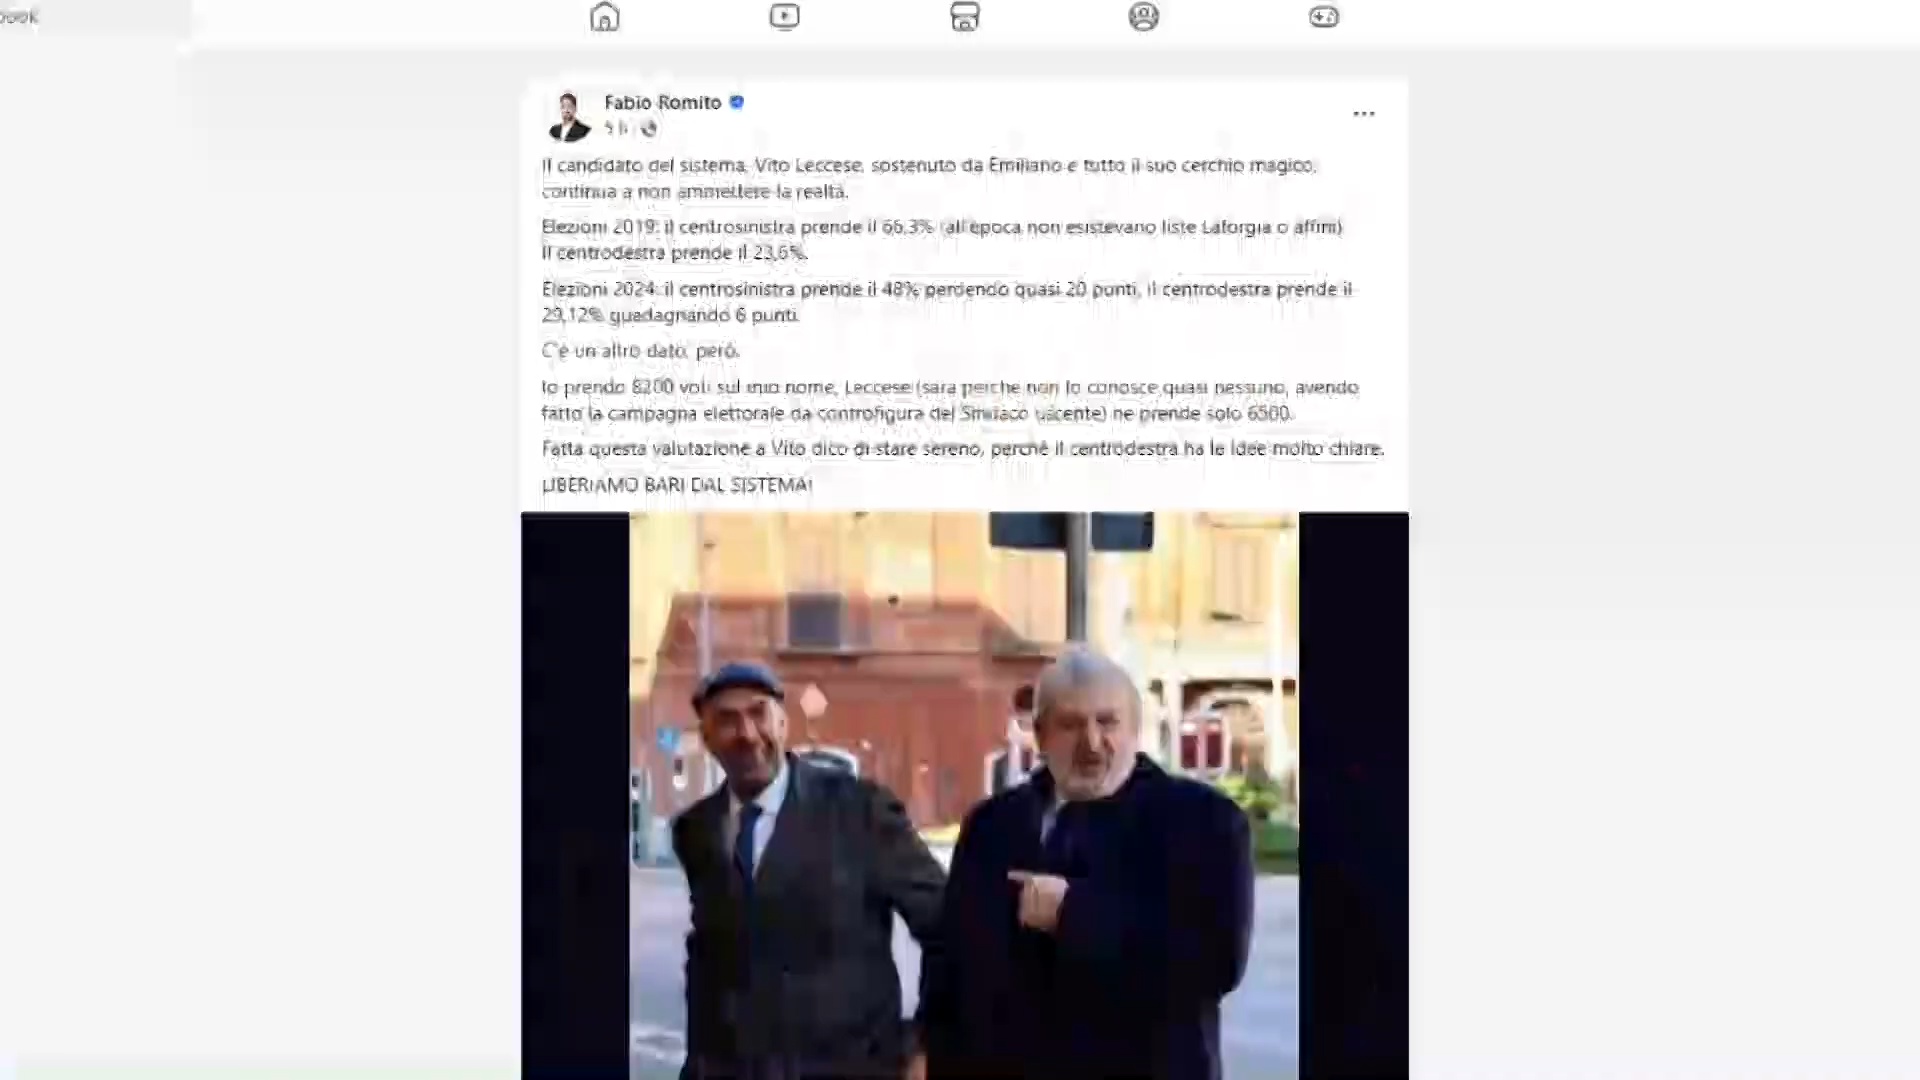 book
Fabio Romito
5 h
Il candidato del sistema, Vito Leccese, sostenuto da Emiliano e tutto il suo cerchio magico,
continua a non ammettere la realtà.
Elezioni 2019: il centrosinistra prende il 66,3% (all'epoca non esistevano liste Laforgia o affini)
Il centrodestra prende il 23,6%.
Elezioni 2024: il centrosinistra prende il 48% perdendo quasi 20 punti, il centrodestra prende il
29,12% guadagnando 6 punti.
C'è un altro dato, però.
Io prendo 8200 voti sul mio nome, Leccese (sarà perché non lo conosce quasi nessuno, avendo
fatto la campagna elettorale da controfigura del Sindaco uscente) ne prende solo 6500.
Fatta questa valutazione a Vito dico di stare sereno, perché il centrodestra ha le idee molto chiare.
LIBERIAMO BARI DAL SISTEMA!